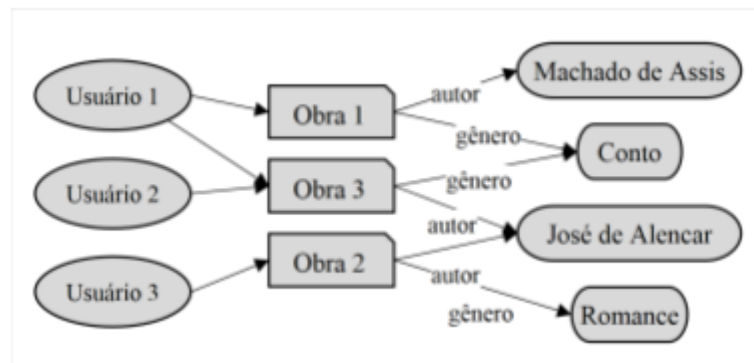 Usuário 1
Usuário 2
Usuário 3
Obra 1
Obra 3
Obra 2
autor
gênero
gênero
autor
autor
gênero
Machado de Assis
Conto
José de Alencar
Romance